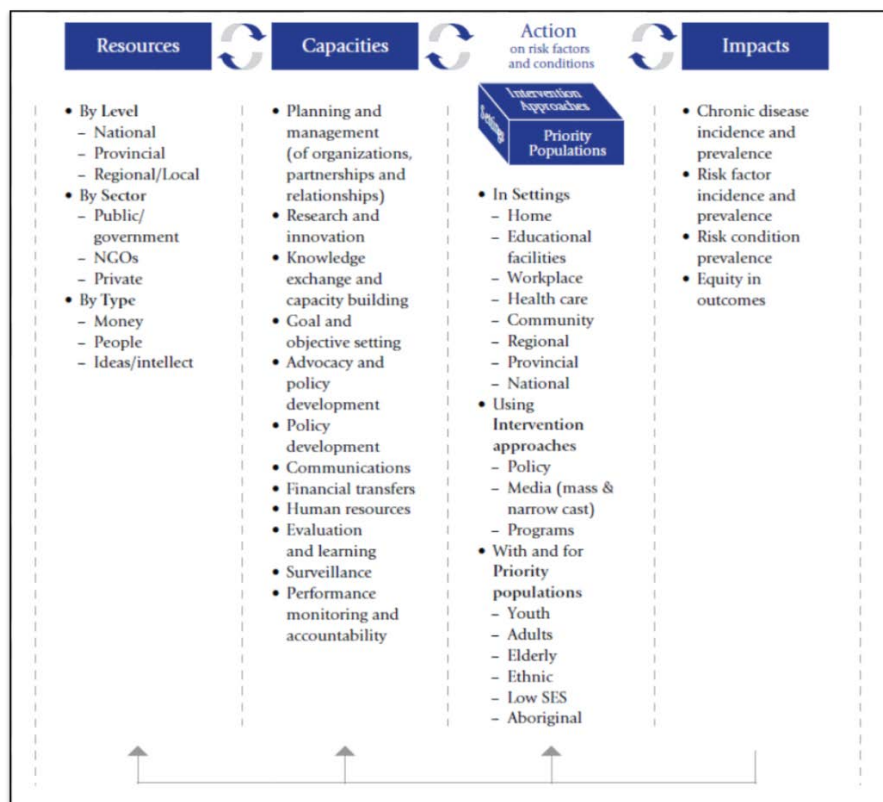 Resources
Capacities
Action
on risk factors
and conditions
Impacts
• By Level
– National
– Provincial
– Regional/Local
• By Sector
– Public/
government
– NGOs
– Private
• By Type
– Money
– People
– Ideas/intellect
• Planning and
management
(of organizations,
partnerships and
relationships)
• Research and
innovation
• Knowledge
exchange and
capacity building
• Goal and
objective setting
• Advocacy and
policy
development
• Policy
development
• Communications
• Financial transfers
• Human resources
• Evaluation
and learning
• Surveillance
• Performance
monitoring and
accountability
Intervention
Approaches
Settings
Priority
Populations
• In Settings
– Home
– Educational
facilities
– Workplace
– Health care
– Community
– Regional
– Provincial
– National
• Using
Intervention
approaches
– Policy
– Media (mass &
narrow cast)
– Programs
• With and for
Priority
populations
– Youth
– Adults
– Elderly
– Ethnic
– Low SES
– Aboriginal
• Chronic disease
incidence and
prevalence
• Risk factor
incidence and
prevalence
• Risk condition
prevalence
• Equity in
outcomes